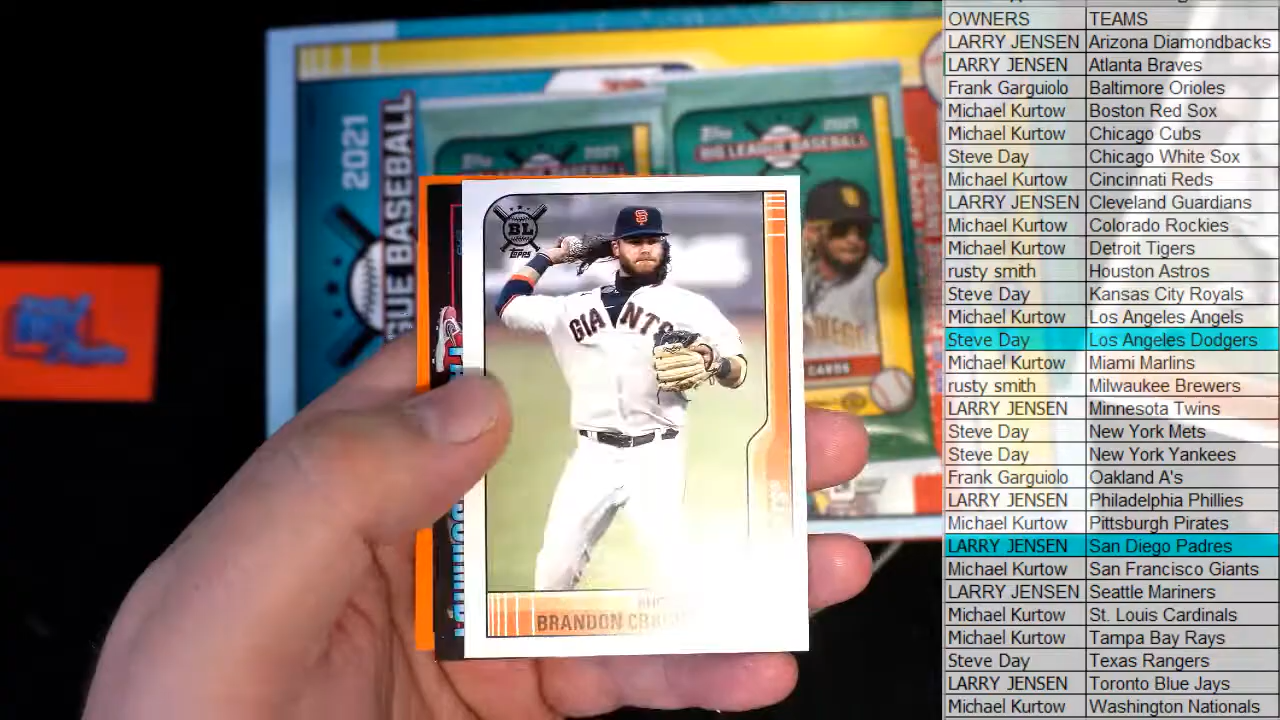 OWNERS TEAMS
LARRY JENSEN Arizona Diamondbacks
LARRY JENSEN Atlanta Braves
Frank Garguiolo Baltimore Orioles
Michael Kurtow Boston Red Sox
Michael Kurtow Chicago Cubs
Steve Day Chicago White Sox
Michael Kurtow Cincinnati Reds
LARRY JENSEN Cleveland Guardians
Michael Kurtow Colorado Rockies
Michael Kurtow Detroit Tigers
rusty smith Houston Astros
Steve Day Kansas City Royals
Michael Kurtow Los Angeles Angels
Steve Day Los Angeles Dodgers
Michael Kurtow Miami Marlins
rusty smith Milwaukee Brewers
LARRY JENSEN Minnesota Twins
Steve Day New York Mets
Steve Day New York Yankees
Frank Garguiolo Oakland A's
LARRY JENSEN Philadelphia Phillies
Michael Kurtow Pittsburgh Pirates
LARRY JENSEN San Diego Padres
Michael Kurtow San Francisco Giants
LARRY JENSEN Seattle Mariners
Michael Kurtow St. Louis Cardinals
Michael Kurtow Tampa Bay Rays
Steve Day Texas Rangers
LARRY JENSEN Toronto Blue Jays
Michael Kurtow Washington Nationals
2021
BASEBALL
Topps 2021
BIG LEAGUE BASEBALL
CARDS
BL
TOPPS
SF
GIANTS
BRANDON